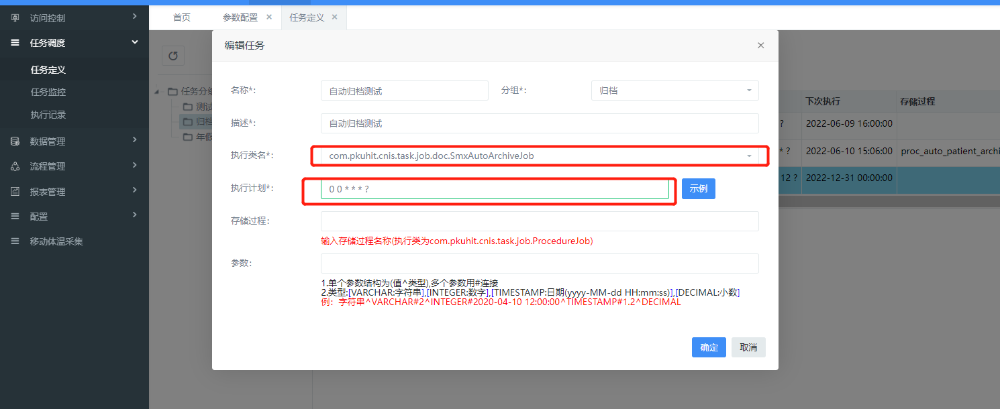 访问控制
首页
参数配置 ×
任务定义 ×
任务调度
任务定义
任务监控
执行记录
数据管理
流程管理
报表管理
配置
移动体温采集
任务分组
测试
归档
年假
编辑任务
名称*: 自动归档测试 分组*: 归档
描述*: 自动归档测试
执行类名*: com.pkuhit.cnis.task.job.doc.SmxAutoArchiveJob
执行计划*: 0 0 * * * ? 示例
存储过程:
输入存储过程名称(执行类为com.pkuhit.cnis.task.job.ProcedureJob)
参数:
1.单个参数结构为(值^类型),多个参数用#连接
2.类型:[VARCHAR:字符串],[INTEGER:数字],[TIMESTAMP:日期(yyyy-MM-dd HH:mm:ss)],[DECIMAL:小数]
例：字符串^VARCHAR#2^INTEGER#2020-04-10 12:00:00^TIMESTAMP#1.2^DECIMAL
确定 取消
下次执行 存储过程
? 2022-06-09 16:00:00
* ? 2022-06-10 15:06:00 proc_auto_patient_archi
12 ? 2022-12-31 00:00:00